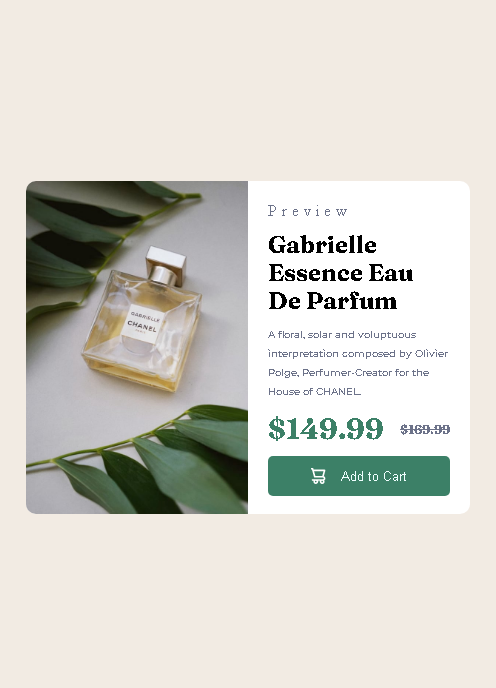 GABRIELLE
CHANEL
PARIS
Preview
Gabrielle
Essence Eau
De Parfum
A floral, solar and voluptuous
interpretation composed by Olivier
Polge, Perfumer-Creator for the
House of CHANEL.
$149.99 $169.99
Add to Cart